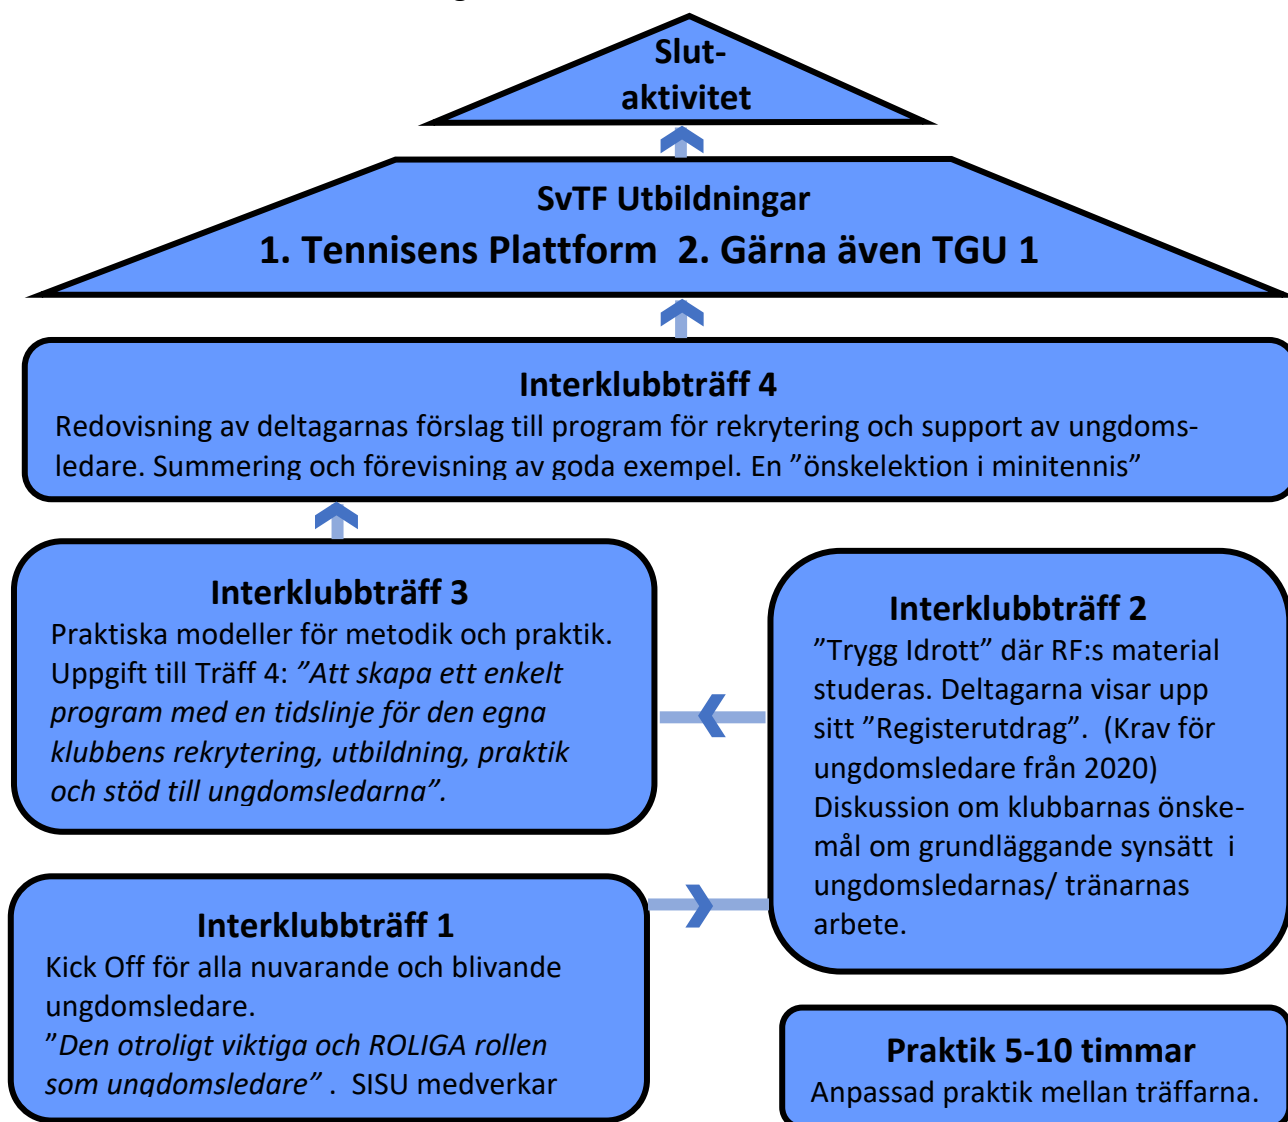 Slut-
aktivitet
SvTF Utbildningar
1. Tennisens Plattform  2. Gärna även TGU 1
Interklubbträff 4
Redovisning av deltagarnas förslag till program för rekrytering och support av ungdoms-
ledare. Summering och förevisning av goda exempel. En ”önskelektion i minitennis”
Interklubbträff 3
Praktiska modeller för metodik och praktik.
Uppgift till Träff 4: ”Att skapa ett enkelt
program med en tidslinje för den egna
klubbens rekrytering, utbildning, praktik
och stöd till ungdomsledarna”.
Interklubbträff 2
”Trygg Idrott” där RF:s material
studeras. Deltagarna visar upp
sitt ”Registerutdrag”.  (Krav för
ungdomsledare från 2020)
Diskussion om klubbarnas önske-
mål om grundläggande synsätt  i
ungdomsledarnas/ tränarnas
arbete.
Interklubbträff 1
Kick Off för alla nuvarande och blivande
ungdomsledare.
”Den otroligt viktiga och ROLIGA rollen
som ungdomsledare” .  SISU medverkar
Praktik 5-10 timmar
Anpassad praktik mellan träffarna.